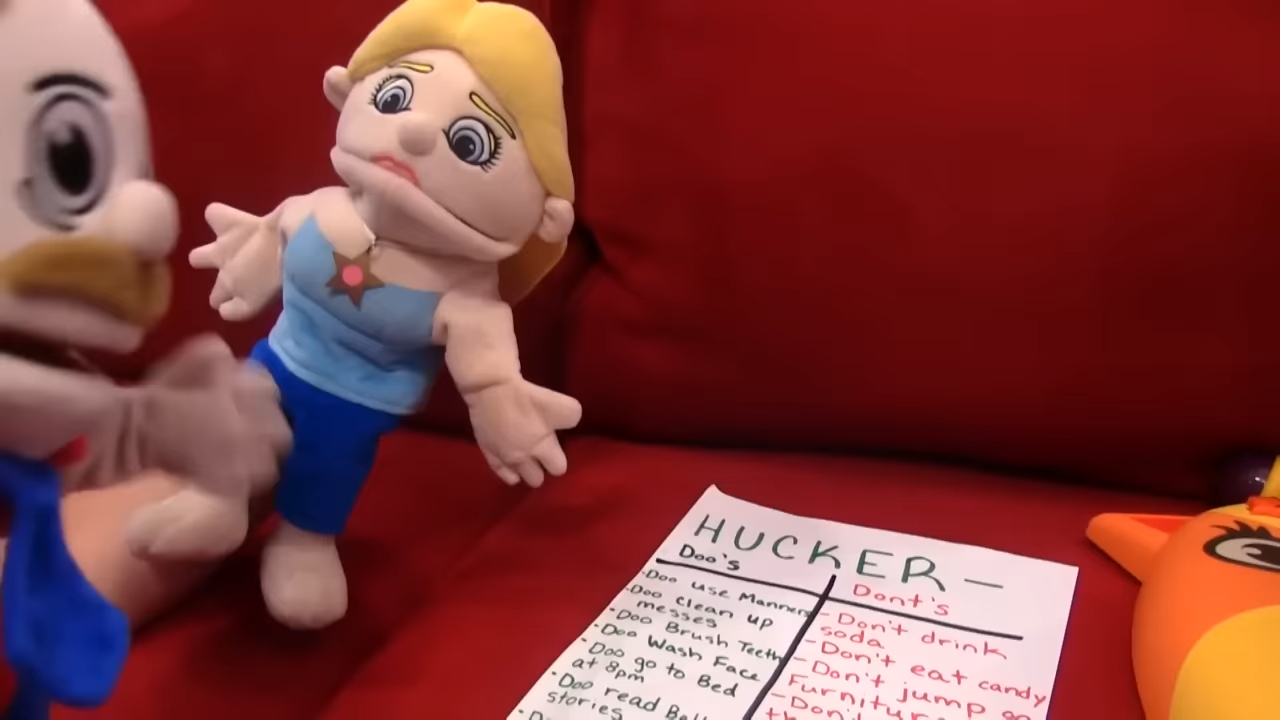 HUCKER-
Doo's
·Doo use Manners
·Doo clean up
messes
·Doo Brush Teeth
·Doo Wash Face
Doo go to Bed
at 8pm
·Doo read
stories
Dont's
-Don't drink
soda
-Don't eat candy
-Don't jump on
Furniture
-Don't